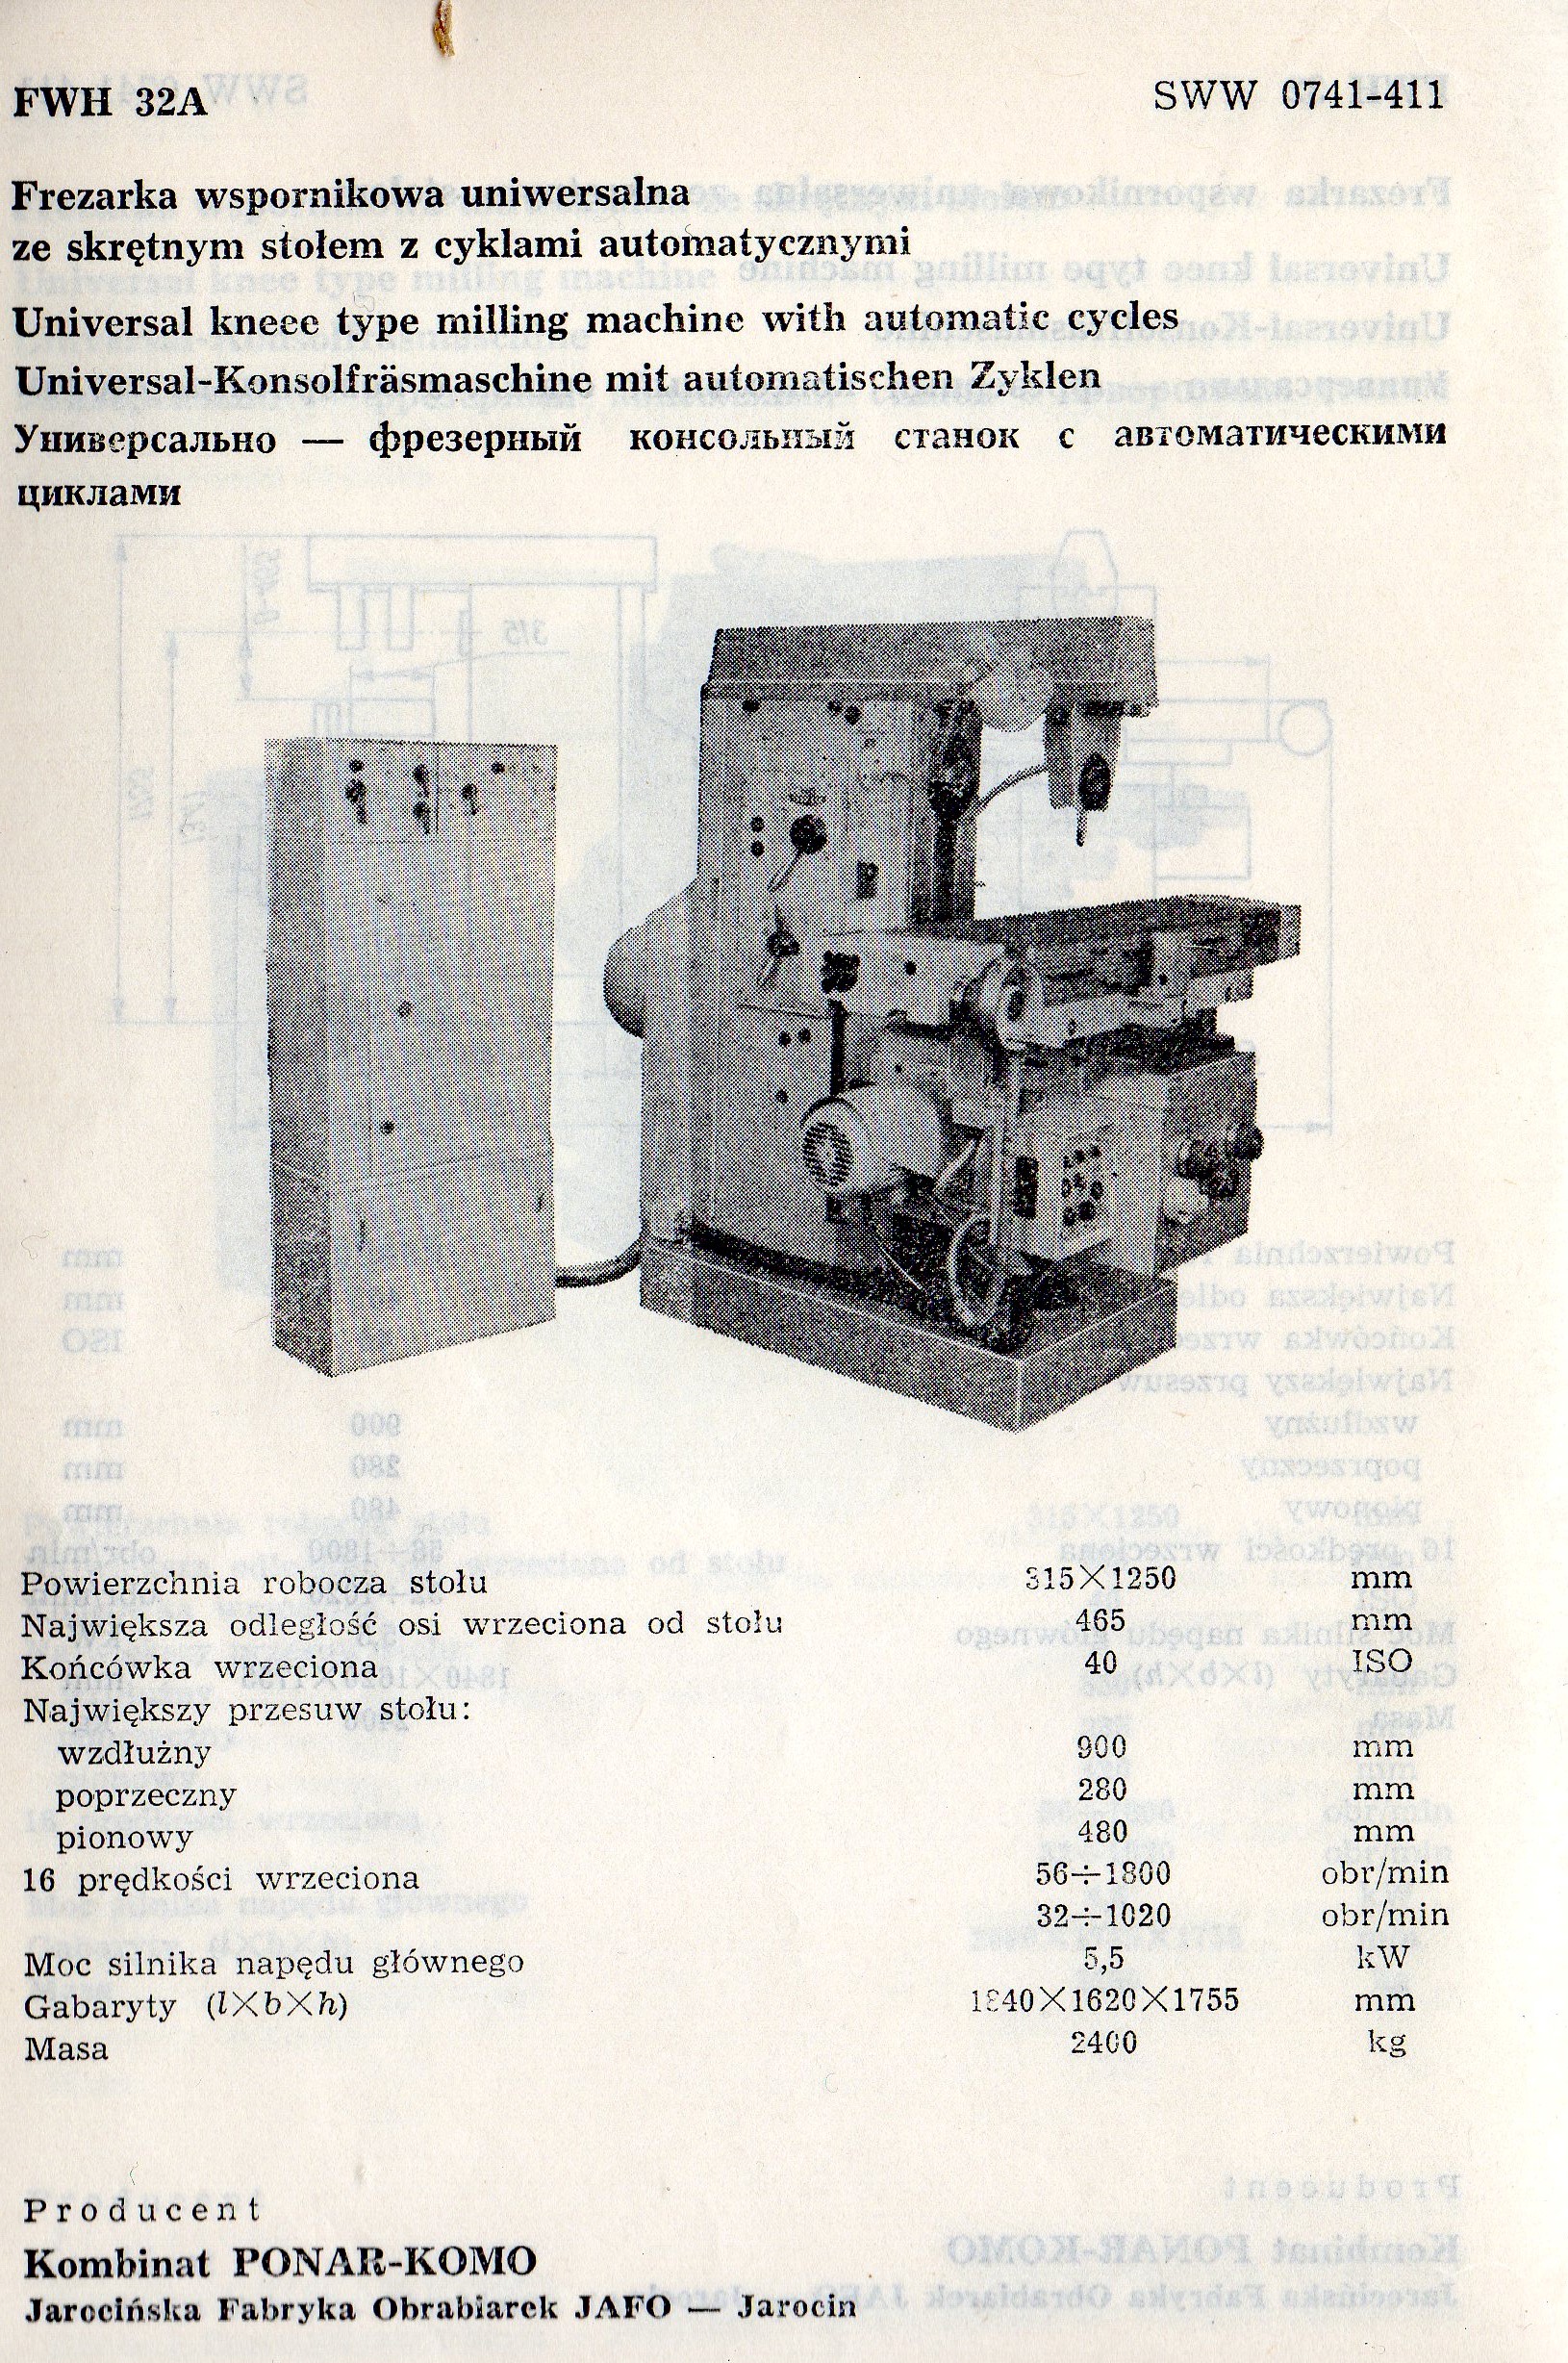 FWH 32A SWW 0741-411
Frezarka wspornikowa uniwersalna
ze skrętnym stołem z cyklami automatycznymi
Universal kneee type milling machine with automatic cycles
Universal-Konsolfräsmaschine mit automatischen Zyklen
Универсально — фрезерный консольный станок с автоматическими
циклами
Powierzchnia robocza stołu 315×1250 mm
Największa odległość osi wrzeciona od stołu 465 mm
Końcówka wrzeciona 40 ISO
Największy przesuw stołu:
wzdłużny 900 mm
poprzeczny 280 mm
pionowy 480 mm
16 prędkości wrzeciona 56÷1800 obr/min
32÷1020 obr/min
Moc silnika napędu głównego 5,5 kW
Gabaryty (l×b×h) 1840×1620×1755 mm
Masa 2400 kg
Producent
Kombinat PONAR-KOMO
Jarocińska Fabryka Obrabiarek JAFO — Jarocin